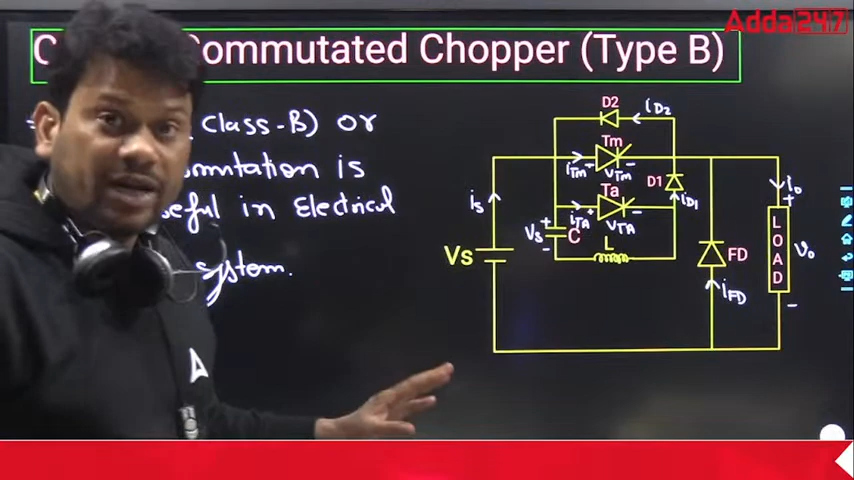 Adda247
Commutated Chopper (Type B)
(Class-B) or
mmutation is
seful in Electrical
system.
D2
iD2
Tm
iTm
+
-
VTm
D1
iD1
Ta
iTA
+
-
VTA
is
Vs
+
Vs
-
C
L
FD
iFD
io
+
LOAD
vo
-